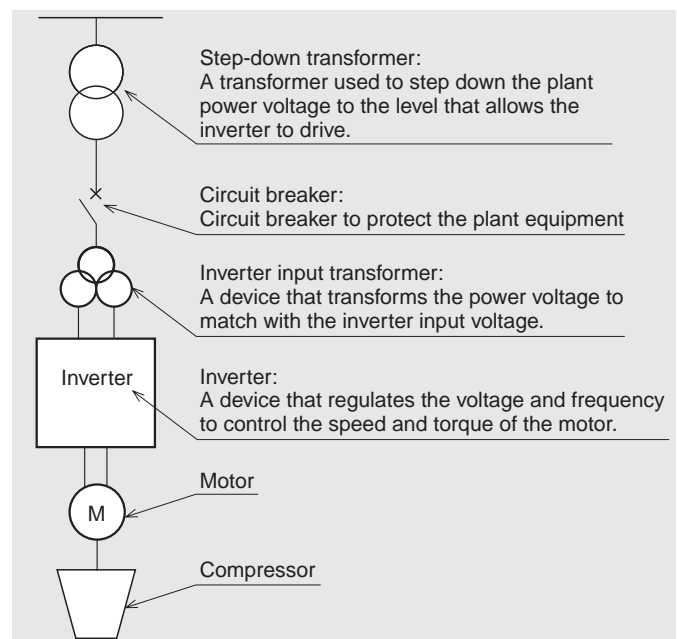 Step-down transformer:
A transformer used to step down the plant
power voltage to the level that allows the
inverter to drive.
Circuit breaker:
Circuit breaker to protect the plant equipment
Inverter input transformer:
A device that transforms the power voltage to
match with the inverter input voltage.
Inverter
Inverter:
A device that regulates the voltage and frequency
to control the speed and torque of the motor.
Motor
M
Compressor